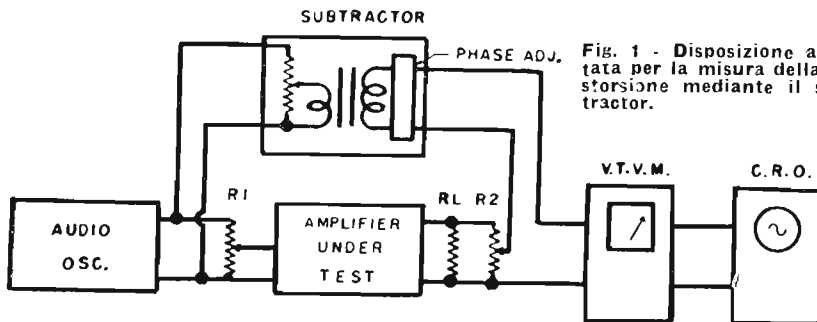 SUBTRACTOR
PHASE ADJ.
Fig. 1 - Disposizione a
tata per la misura della
storsione mediante il s
tractor.
V.T.V.M.
C.R.O.
R1
RL R2
AUDIO
OSC.
AMPLIFIER
UNDER
TEST